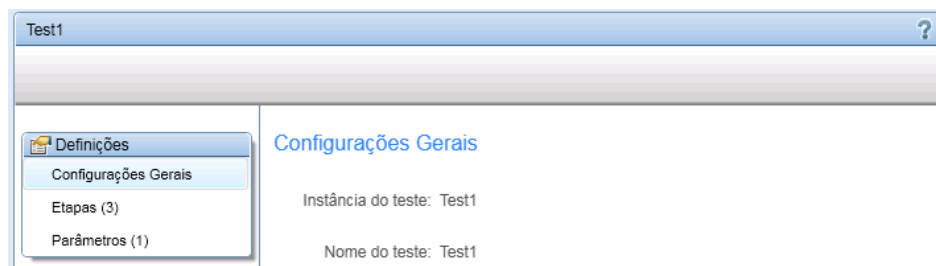 Test1
?
Definições
Configurações Gerais
Etapas (3)
Parâmetros (1)
Configurações Gerais
Instância do teste: Test1
Nome do teste: Test1